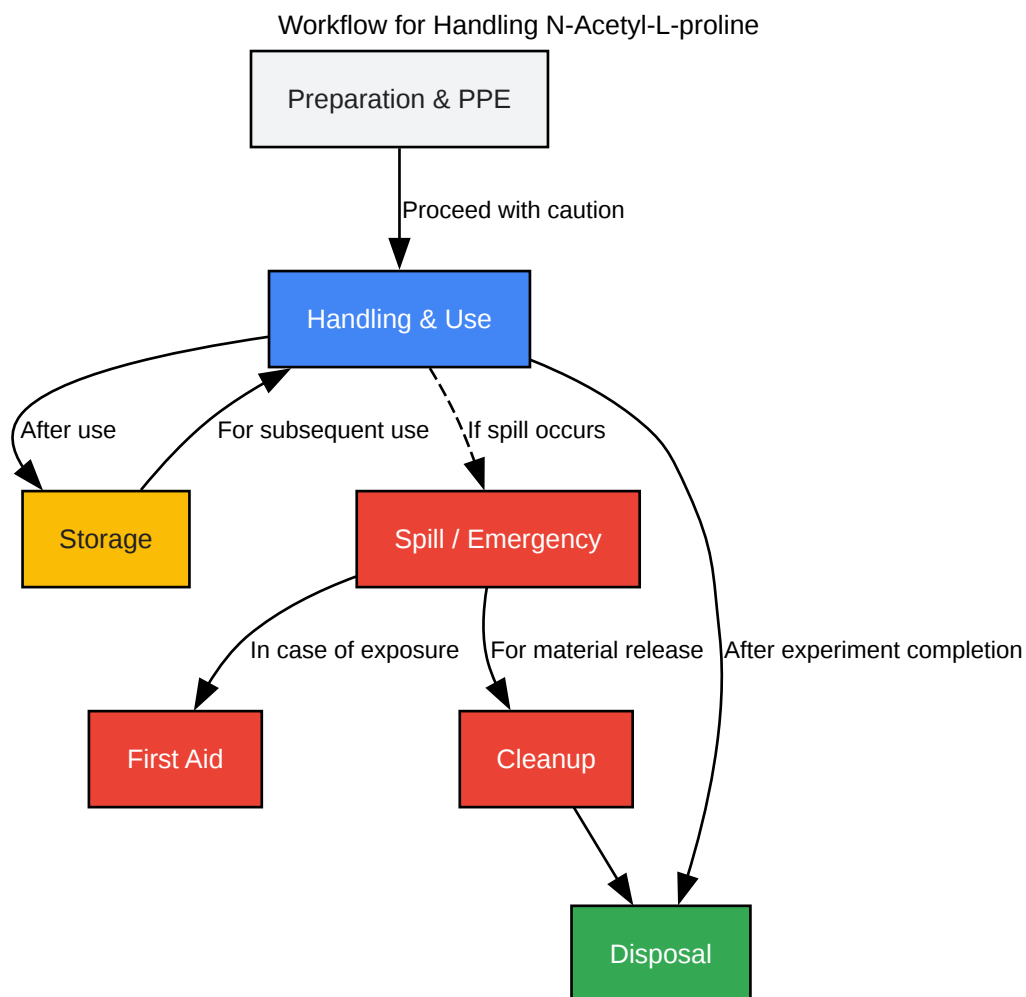 Workflow for Handling N-Acetyl-L-proline
Preparation & PPE
Proceed with caution
Handling & Use
After use
For subsequent use
If spill occurs
Storage
Spill / Emergency
In case of exposure
For material release
After experiment completion
First Aid
Cleanup
Disposal